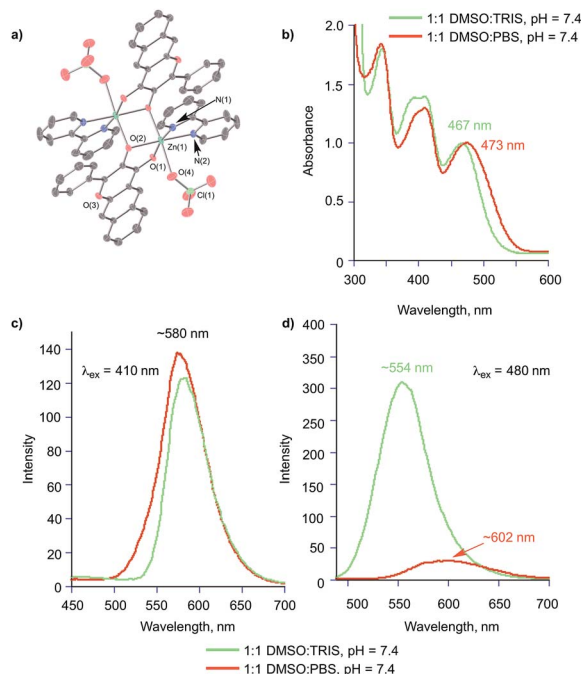 a)
N(1)
O(2)
Zn(1)
N(2)
O(1)
O(4)
O(3)
Cl(1)
b)
1:1 DMSO:TRIS, pH = 7.4
1:1 DMSO:PBS, pH = 7.4
2.0
1.5
1.0
0.5
0
Absorbance
467 nm
473 nm
300 400 500 600
Wavelength, nm
c)
~580 nm
λex = 410 nm
140
120
100
80
60
40
20
0
Intensity
450 500 550 600 650 700
Wavelength, nm
d)
400
350
300
250
200
150
100
50
0
Intensity
~554 nm
λex = 480 nm
~602 nm
500 550 600 650 700
Wavelength, nm
1:1 DMSO:TRIS, pH = 7.4
1:1 DMSO:PBS, pH = 7.4